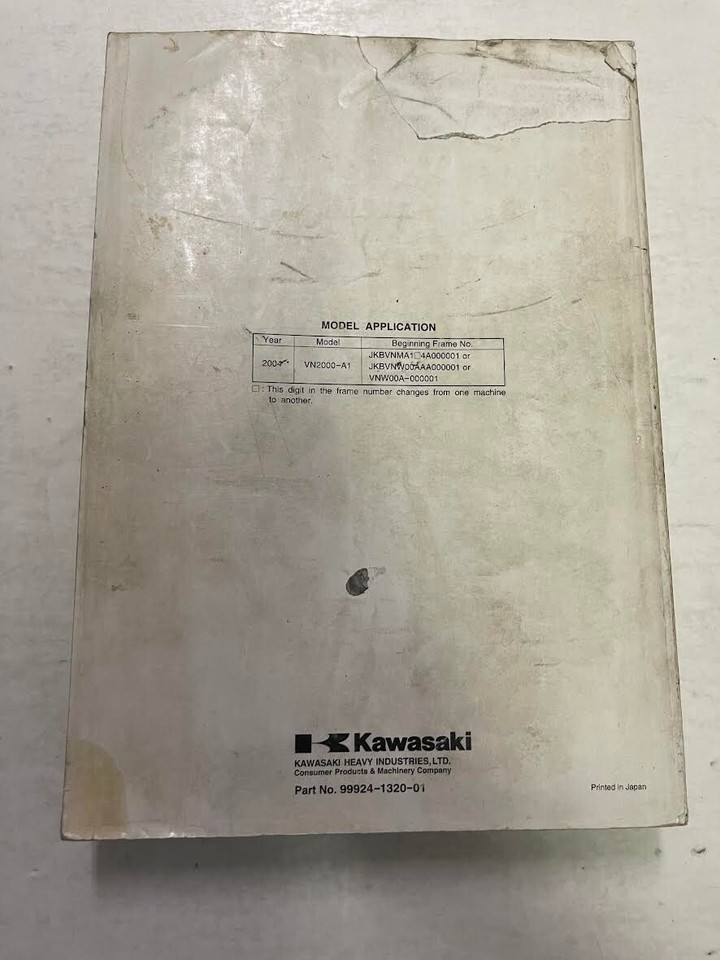 MODEL APPLICATION
Year Model Beginning Frame No.
2004 VN2000-A1 JKBVNMA1□4A000001 or
JKBVNW00AAA000001 or
VNW00A-000001
□: This digit in the frame number changes from one machine
to another.
Kawasaki
KAWASAKI HEAVY INDUSTRIES, LTD.
Consumer Products & Machinery Company
Part No. 99924-1320-01
Printed in Japan